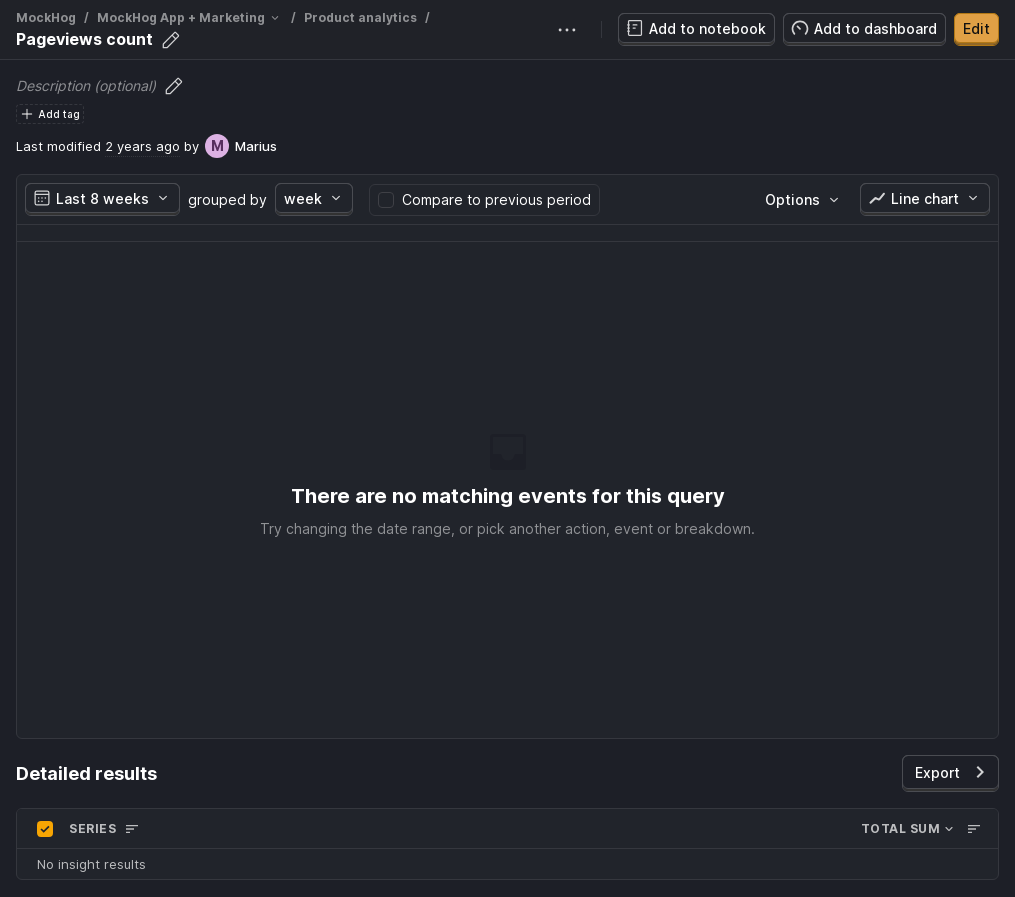 MockHog / MockHog App + Marketing / Product analytics /
Pageviews count
Add to notebook
Add to dashboard
Edit
Description (optional)
Add tag
Last modified 2 years ago by M Marius
Last 8 weeks grouped by week Compare to previous period Options Line chart
There are no matching events for this query
Try changing the date range, or pick another action, event or breakdown.
Detailed results
Export
SERIES TOTAL SUM
No insight results